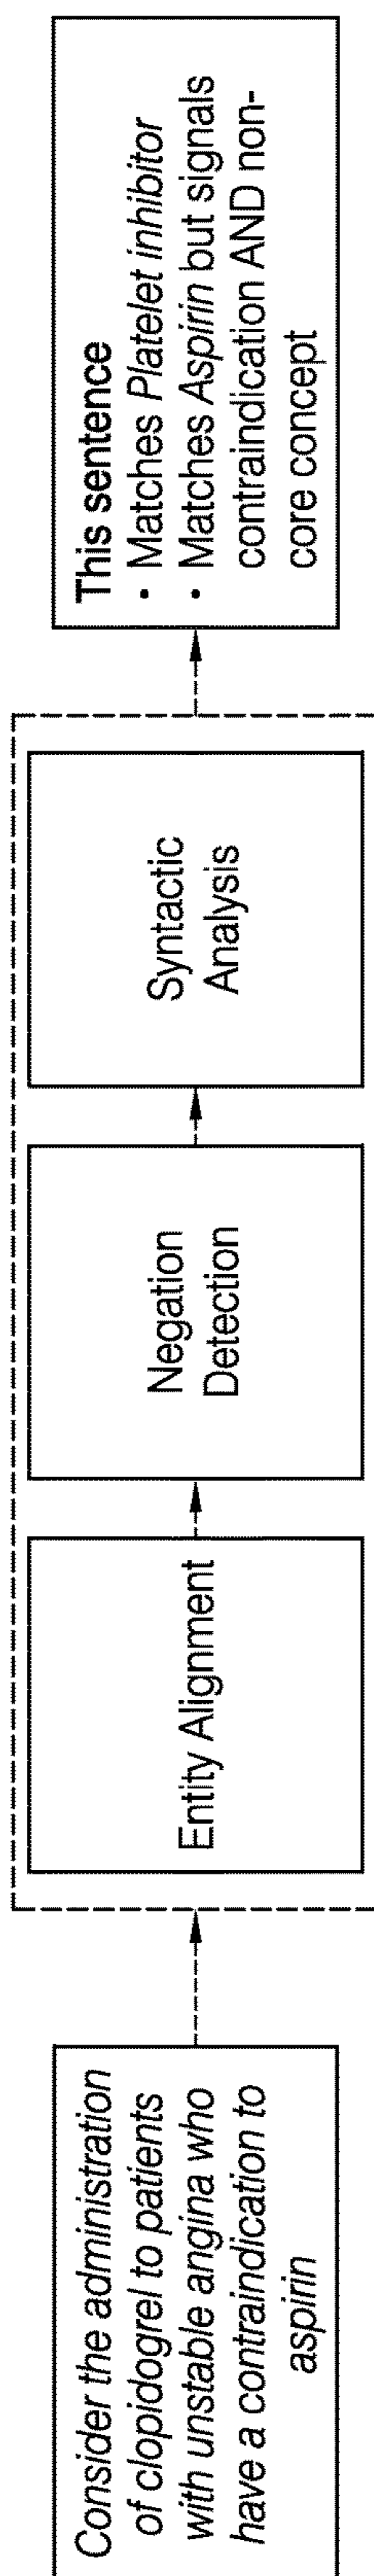 Consider the administration
of clopidogrel to patients
with unstable angina who
have a contraindication to
aspirin
Entity Alignment
Negation
Detection
Syntactic
Analysis
This sentence
• Matches Platelet inhibitor
• Matches Aspirin but signals
contraindication AND non-
core concept